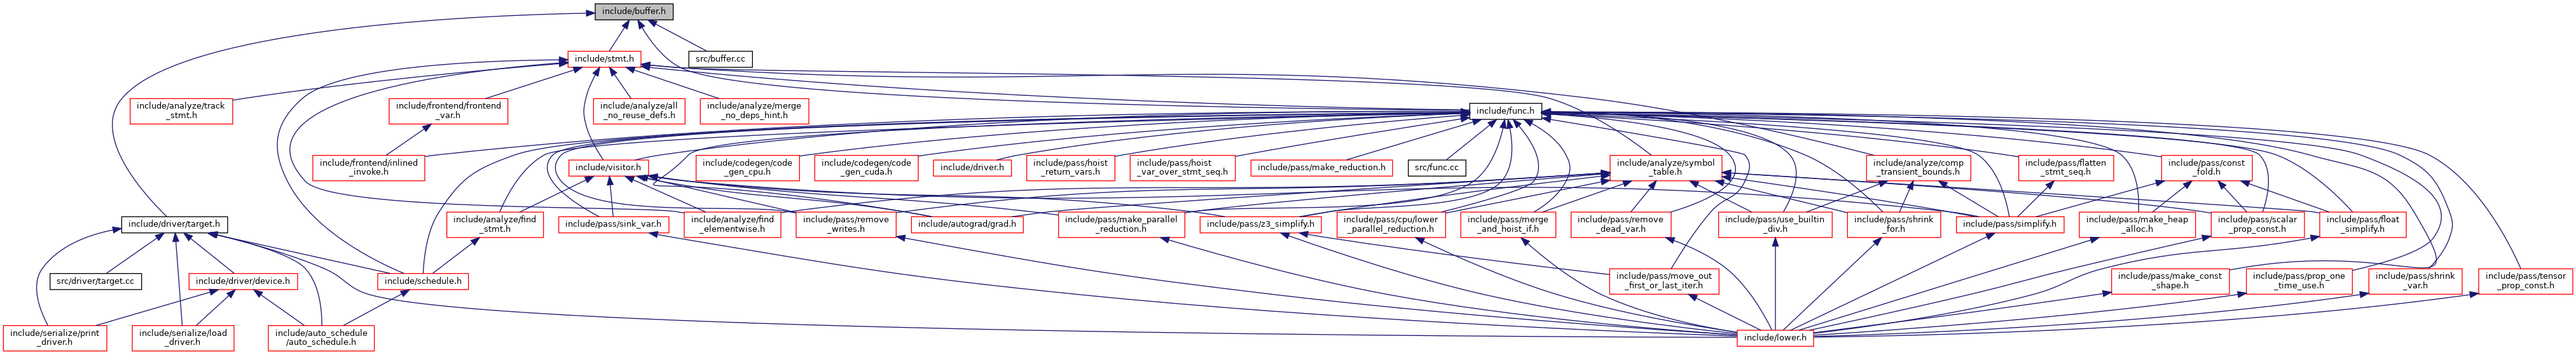 include/buffer.h
include/stmt.h
src/buffer.cc
include/analyze/track
_stmt.h
include/frontend/frontend
_var.h
include/analyze/all
_no_reuse_defs.h
include/analyze/merge
_no_deps_hint.h
include/func.h
include/frontend/inlined
_invoke.h
include/visitor.h
include/codegen/code
_gen_cpu.h
include/codegen/code
_gen_cuda.h
include/driver.h
include/pass/hoist
_return_vars.h
include/pass/hoist
_var_over_stmt_seq.h
include/pass/make_reduction.h
src/func.cc
include/analyze/symbol
_table.h
include/analyze/comp
_transient_bounds.h
include/pass/flatten
_stmt_seq.h
include/pass/const
_fold.h
include/driver/target.h
include/analyze/find
_stmt.h
include/pass/sink_var.h
include/analyze/find
_elementwise.h
include/pass/remove
_writes.h
include/autograd/grad.h
include/pass/make_parallel
_reduction.h
include/pass/z3_simplify.h
include/pass/cpu/lower
_parallel_reduction.h
include/pass/merge
_and_hoist_if.h
include/pass/remove
_dead_var.h
include/pass/use_builtin
_div.h
include/pass/shrink
_for.h
include/pass/simplify.h
include/pass/make_heap
_alloc.h
include/pass/scalar
_prop_const.h
include/pass/float
_simplify.h
src/driver/target.cc
include/driver/device.h
include/schedule.h
include/pass/move_out
_first_or_last_iter.h
include/pass/make_const
_shape.h
include/pass/prop_one
_time_use.h
include/pass/shrink
_var.h
include/pass/tensor
_prop_const.h
include/serialize/print
_driver.h
include/serialize/load
_driver.h
include/auto_schedule
/auto_schedule.h
include/lower.h